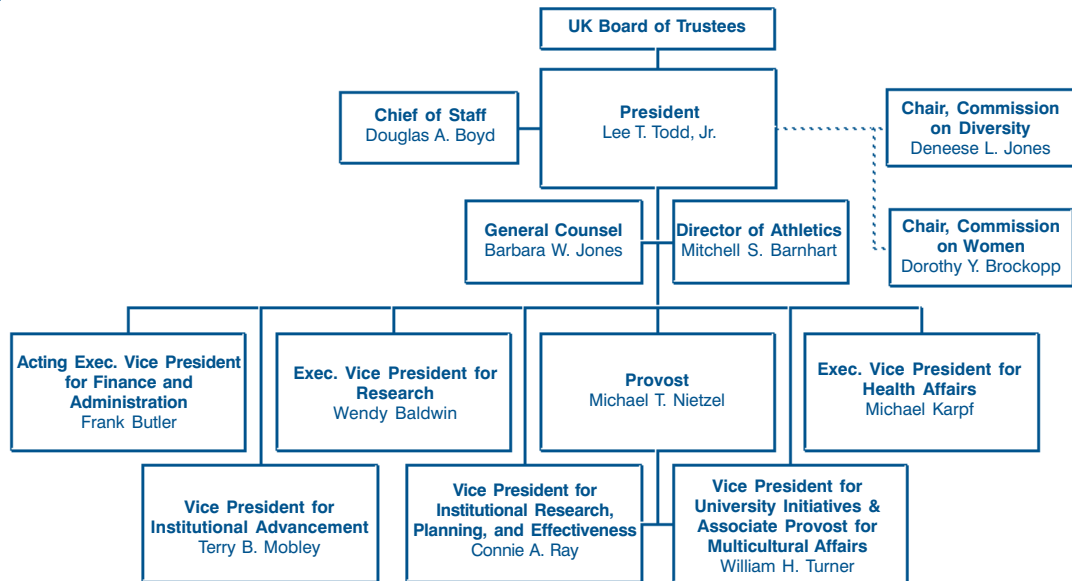 UK Board of Trustees
Chief of Staff
Douglas A. Boyd
President
Lee T. Todd, Jr.
Chair, Commission
on Diversity
Deneese L. Jones
General Counsel
Barbara W. Jones
Director of Athletics
Mitchell S. Barnhart
Chair, Commission
on Women
Dorothy Y. Brockopp
Acting Exec. Vice President
for Finance and
Administration
Frank Butler
Exec. Vice President for
Research
Wendy Baldwin
Provost
Michael T. Nietzel
Exec. Vice President for
Health Affairs
Michael Karpf
Vice President for
Institutional Advancement
Terry B. Mobley
Vice President for
Institutional Research,
Planning, and Effectiveness
Connie A. Ray
Vice President for
University Initiatives &
Associate Provost for
Multicultural Affairs
William H. Turner